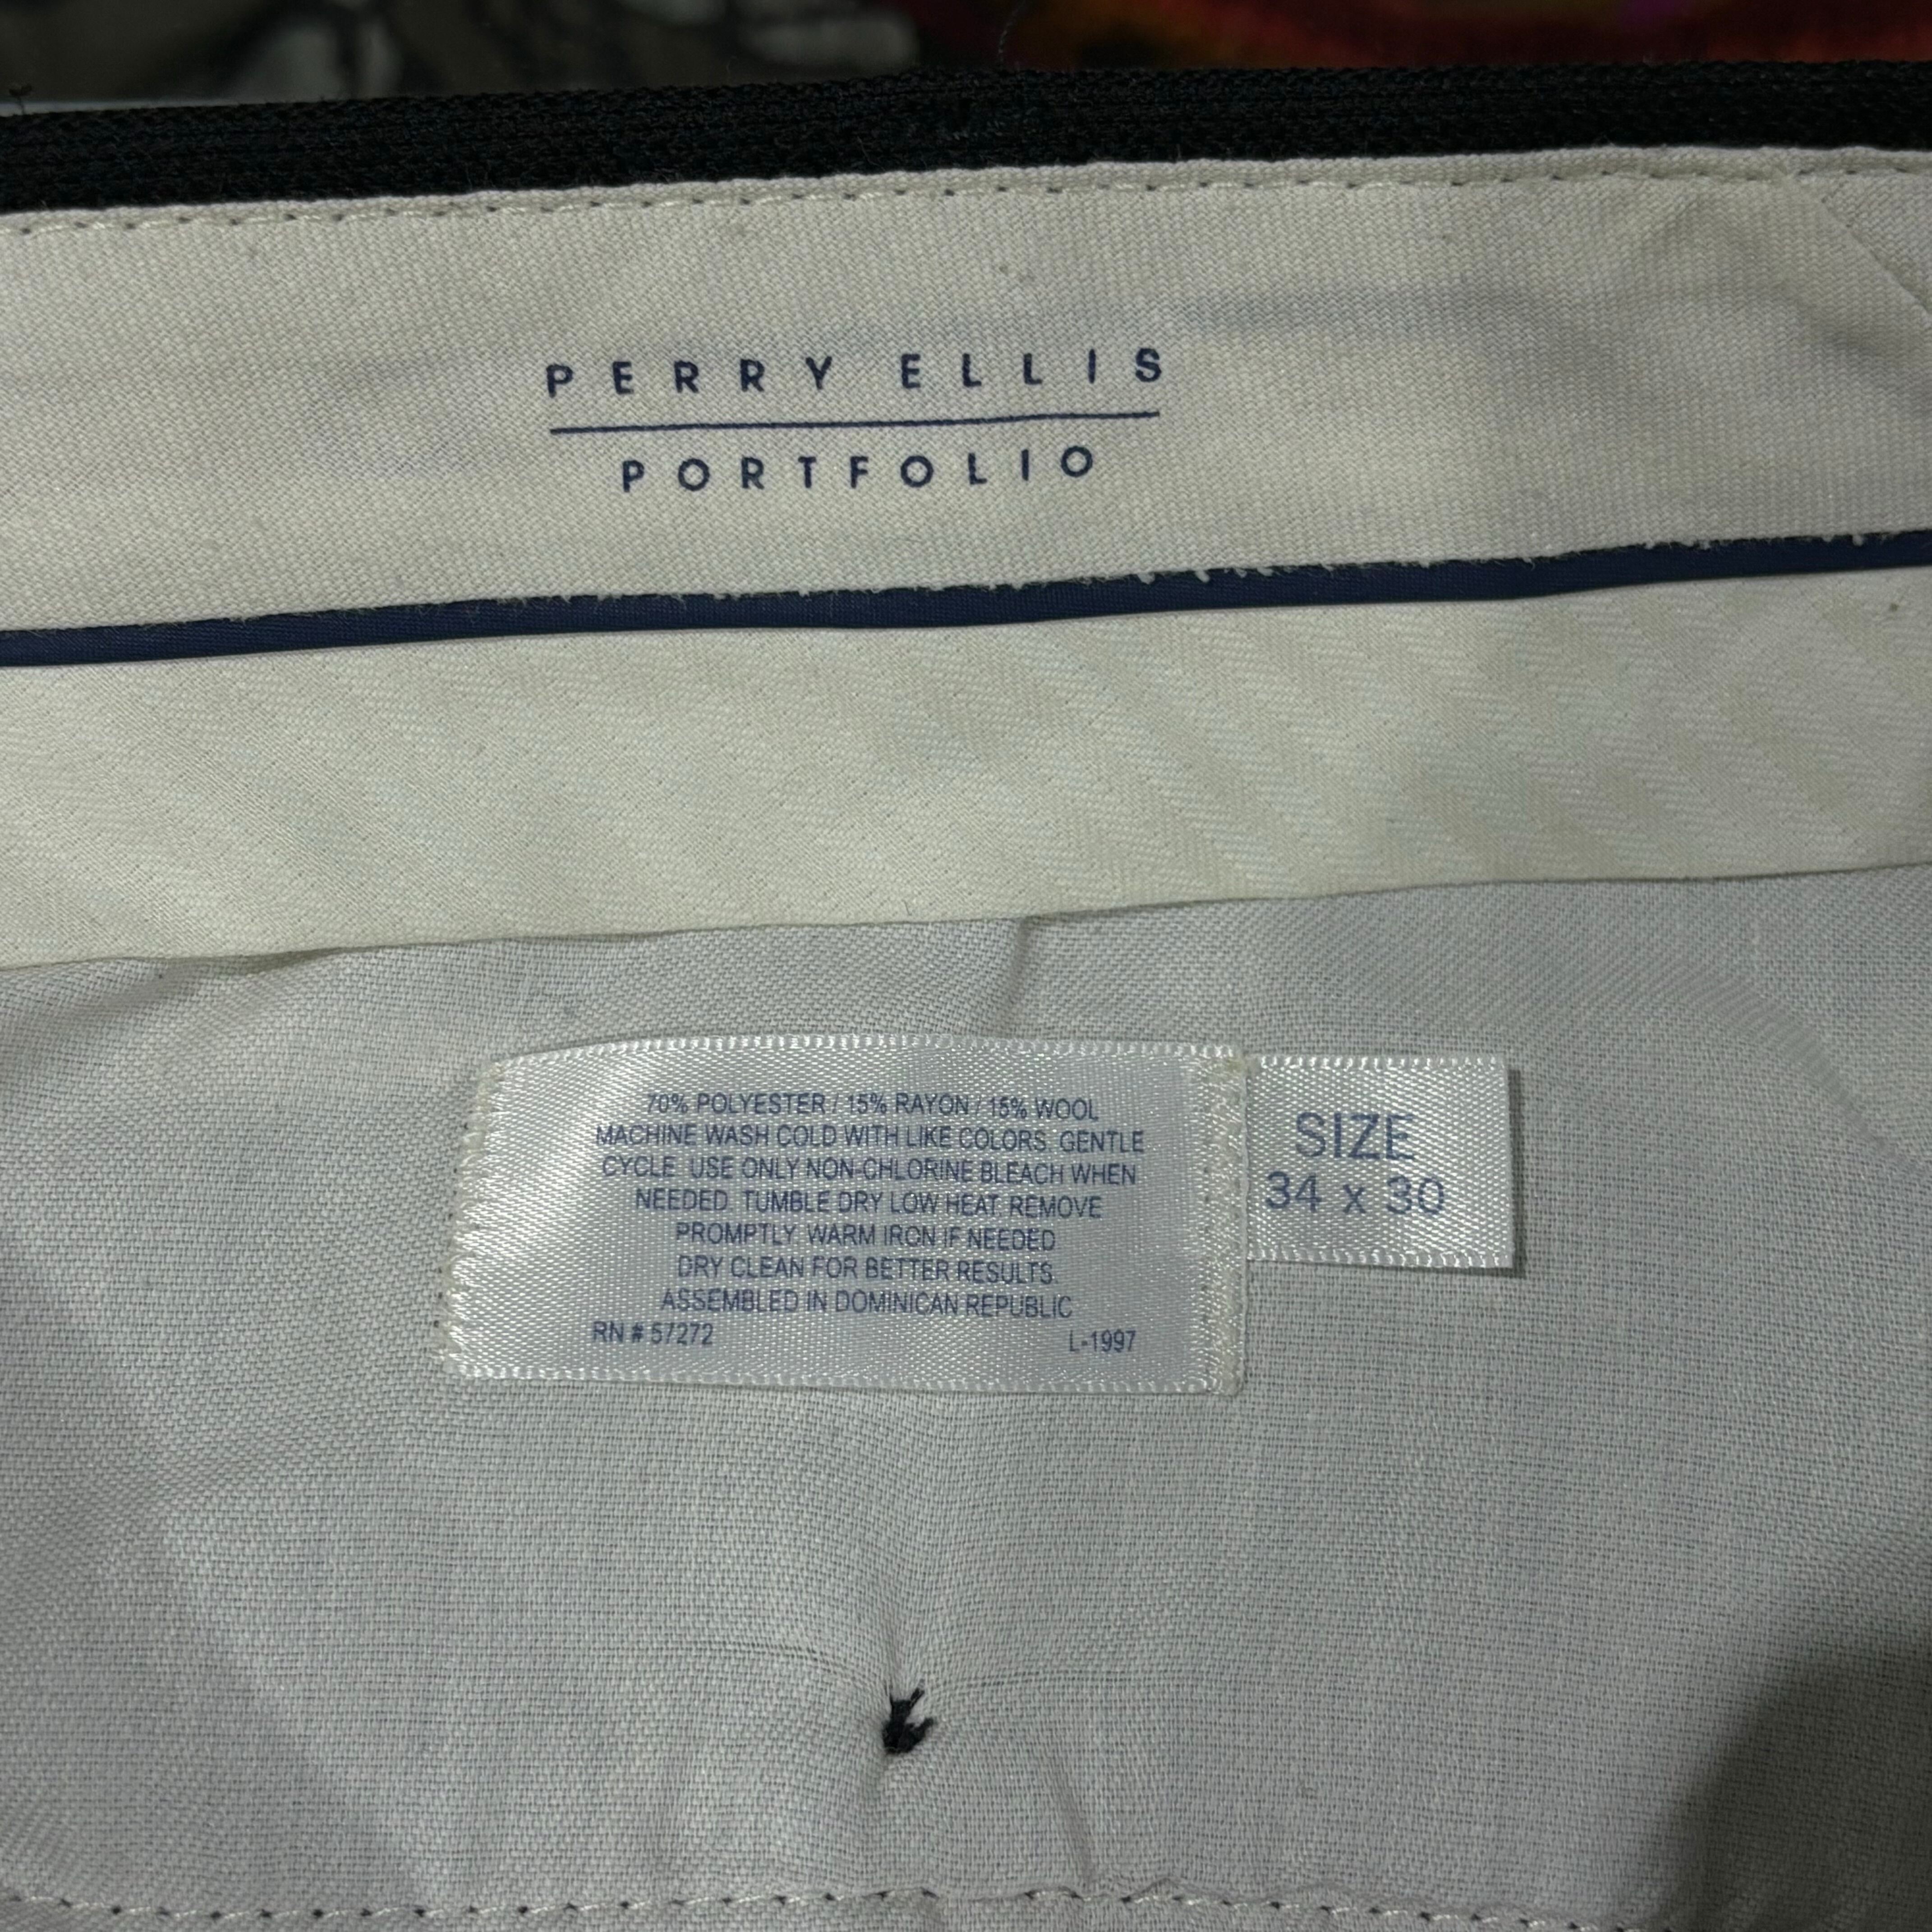 PERRY ELLIS
PORTFOLIO
70% POLYESTER / 15% RAYON / 15% WOOL
MACHINE WASH COLD WITH LIKE COLORS. GENTLE
CYCLE. USE ONLY NON-CHLORINE BLEACH WHEN
NEEDED. TUMBLE DRY LOW HEAT. REMOVE
PROMPTLY. WARM IRON IF NEEDED
DRY CLEAN FOR BETTER RESULTS.
ASSEMBLED IN DOMINICAN REPUBLIC
RN # 57272 L-1997
SIZE
34 x 30